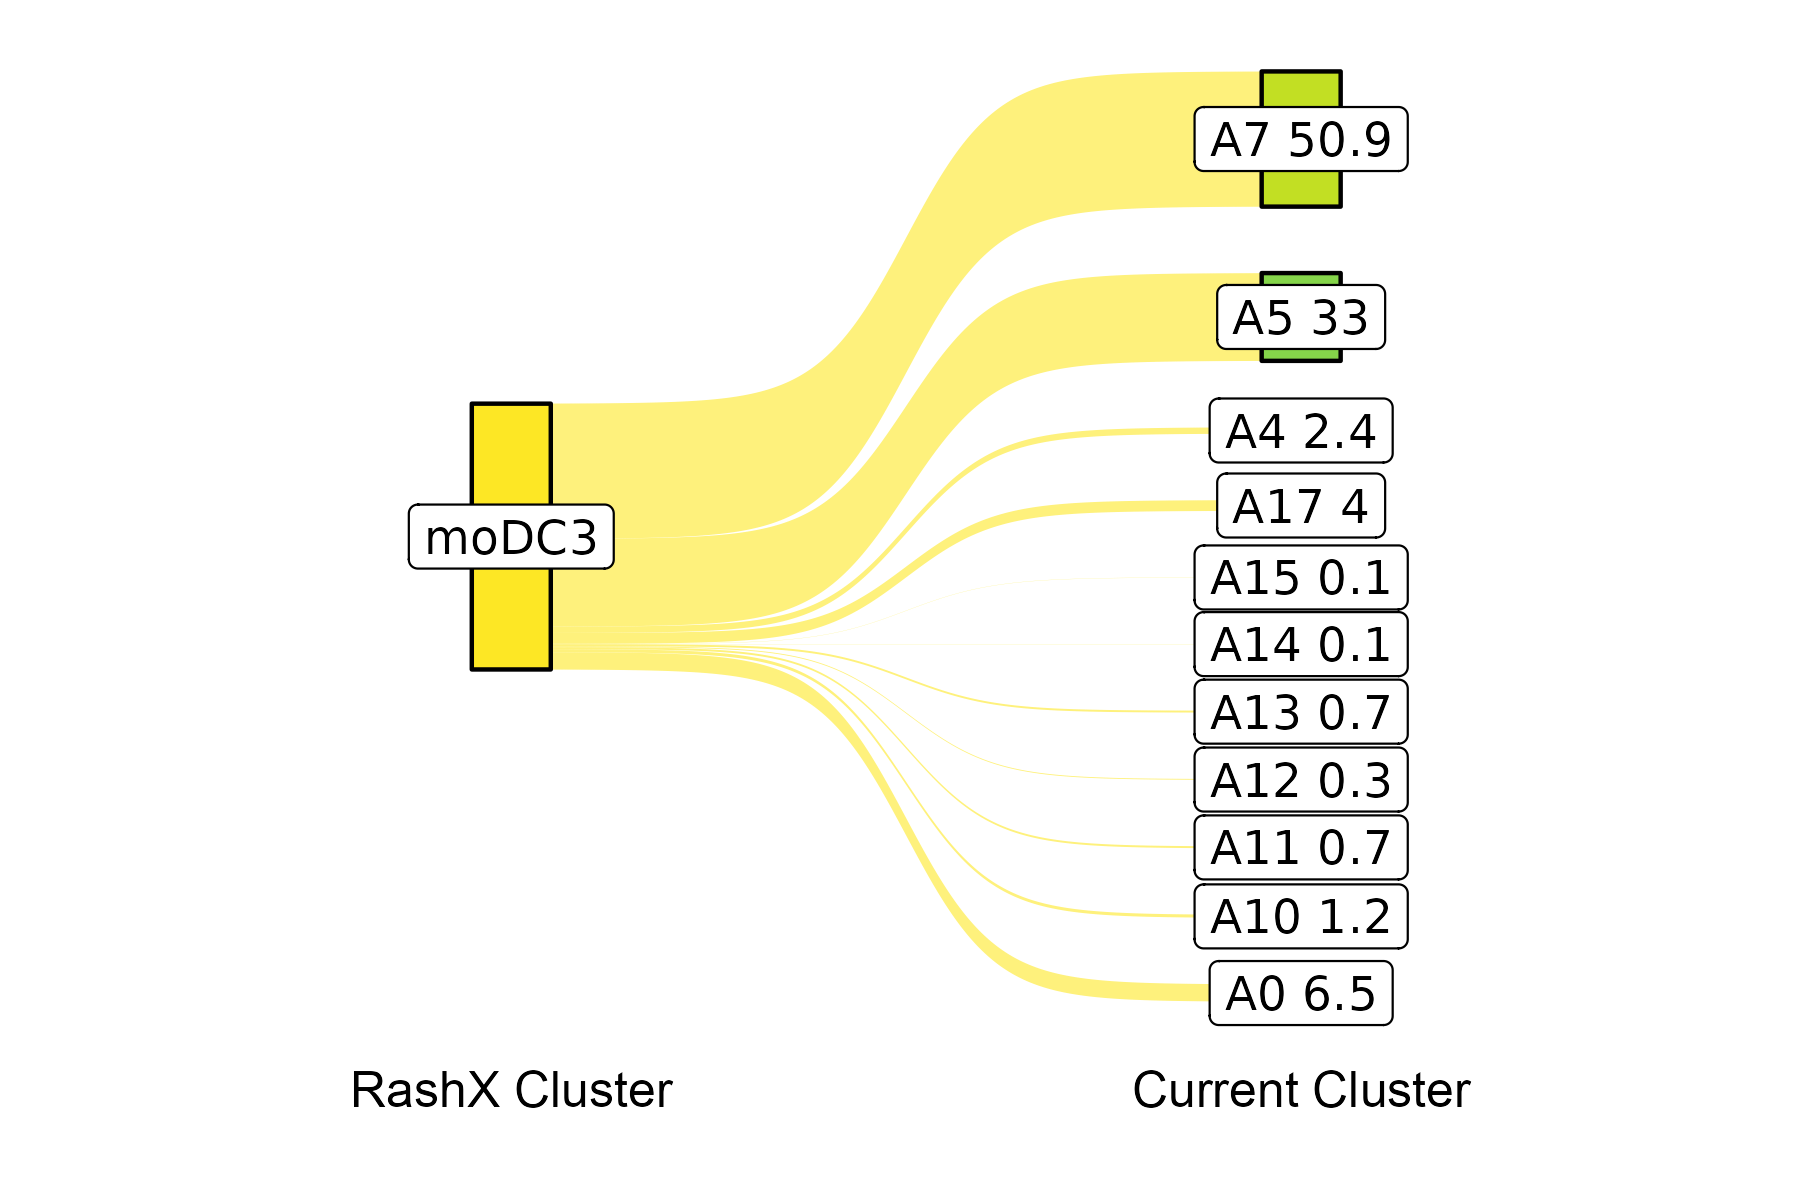 A7 50.9
A5 33
A4 2.4
A17 4
moDC3
A15 0.1
A14 0.1
A13 0.7
A12 0.3
A11 0.7
A10 1.2
A0 6.5
RashX Cluster
Current Cluster